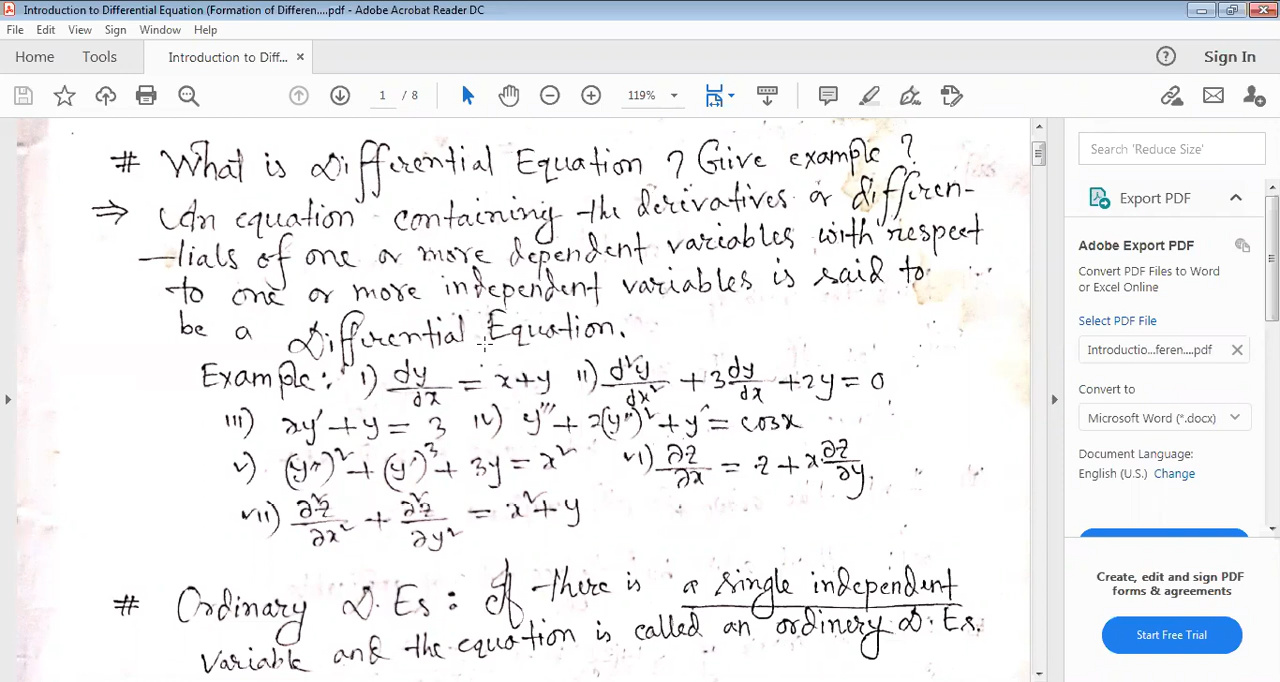 Introduction to Differential Equation (Formation of Differen....pdf - Adobe Acrobat Reader DC
File Edit View Sign Window Help
Home Tools Introduction to Diff... × Sign In
1 / 8 119%
# What is Differential Equation ? Give example ?
⇒ An equation containing the derivatives or differen-
-tials of one or more dependent variables with respect
to one or more independent variables is said to
be a Differential Equation.
Example: i) dy/dx = x+y ii) d²y/dx² + 3dy/dx + 2y = 0
iii) 2y' + y = 3 iv) y''' + 2(y'')² + y' = cosx
v) (y'')² + (y')³ + 3y = x² vi) ∂z/∂x = z + x ∂z/∂y
vii) ∂²z/∂x² + ∂²z/∂y² = x² + y
# Ordinary D.Es: If there is a single independent
variable and the equation is called an ordinery D.Es.
Search 'Reduce Size'
Export PDF
Adobe Export PDF
Convert PDF Files to Word
or Excel Online
Select PDF File
Introductio...feren....pdf ×
Convert to
Microsoft Word (*.docx)
Document Language:
English (U.S.) Change
Create, edit and sign PDF
forms & agreements
Start Free Trial